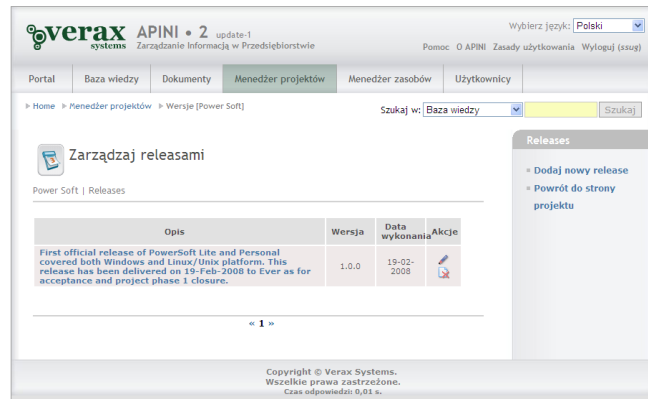 verax
systems
APINI • 2 update-1
Zarządzanie Informacją w Przedsiębiorstwie
Wybierz język: Polski
Pomoc O APINI Zasady użytkowania Wyloguj (ssug)
Portal Baza wiedzy Dokumenty Menedżer projektów Menedżer zasobów Użytkownicy
Home Menedżer projektów Wersje [Power Soft]
Szukaj w: Baza wiedzy Szukaj
Zarządzaj releasami
Power Soft | Releases
Releases
Dodaj nowy release
Powrót do strony
projektu
Opis Wersja Data wykonania Akcje
First official release of PowerSoft Lite and Personal
covered both Windows and Linux/Unix platform. This
release has been delivered on 19-Feb-2008 to Ever as for
acceptance and project phase 1 closure.
1.0.0
19-02-
2008
« 1 »
Copyright © Verax Systems.
Wszelkie prawa zastrzeżone.
Czas odpowiedzi: 0,01 s.